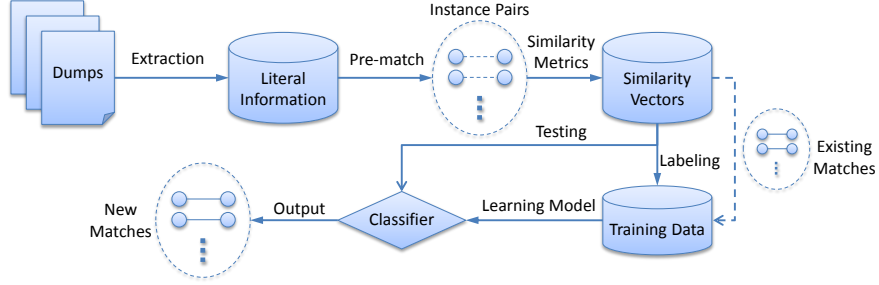 Instance Pairs
Dumps
Extraction
Literal
Information
Pre-match
Similarity
Metrics
Similarity
Vectors
Testing
Labeling
Existing
Matches
New
Matches
Output
Classifier
Learning Model
Training Data